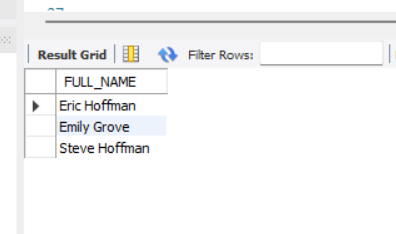 Result Grid Filter Rows:
FULL_NAME
Eric Hoffman
Emily Grove
Steve Hoffman